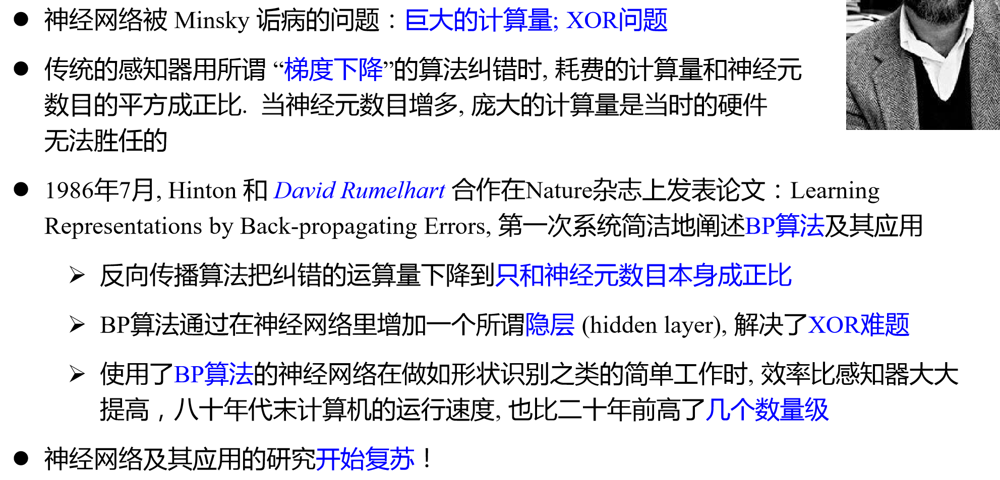 ● 神经网络被 Minsky 诟病的问题：巨大的计算量; XOR问题
● 传统的感知器用所谓 “梯度下降”的算法纠错时, 耗费的计算量和神经元
数目的平方成正比. 当神经元数目增多, 庞大的计算量是当时的硬件
无法胜任的
● 1986年7月, Hinton 和 David Rumelhart 合作在Nature杂志上发表论文：Learning
Representations by Back-propagating Errors, 第一次系统简洁地阐述BP算法及其应用
➢ 反向传播算法把纠错的运算量下降到只和神经元数目本身成正比
➢ BP算法通过在神经网络里增加一个所谓隐层 (hidden layer), 解决了XOR难题
➢ 使用了BP算法的神经网络在做如形状识别之类的简单工作时, 效率比感知器大大
提高，八十年代末计算机的运行速度, 也比二十年前高了几个数量级
● 神经网络及其应用的研究开始复苏！